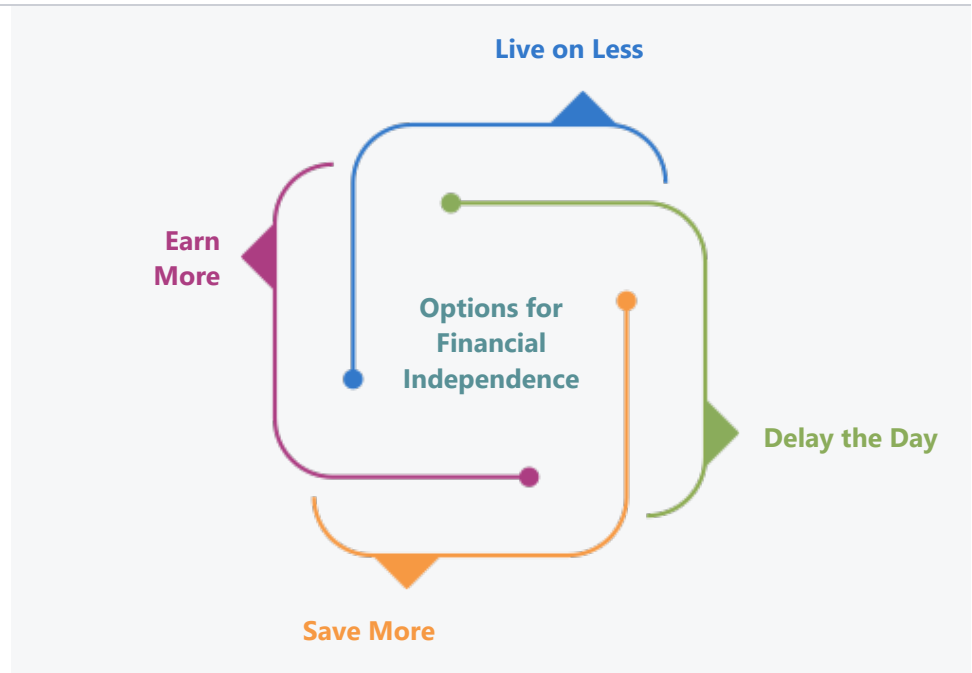 Live on Less
Earn
More
Options for
Financial
Independence
Delay the Day
Save More